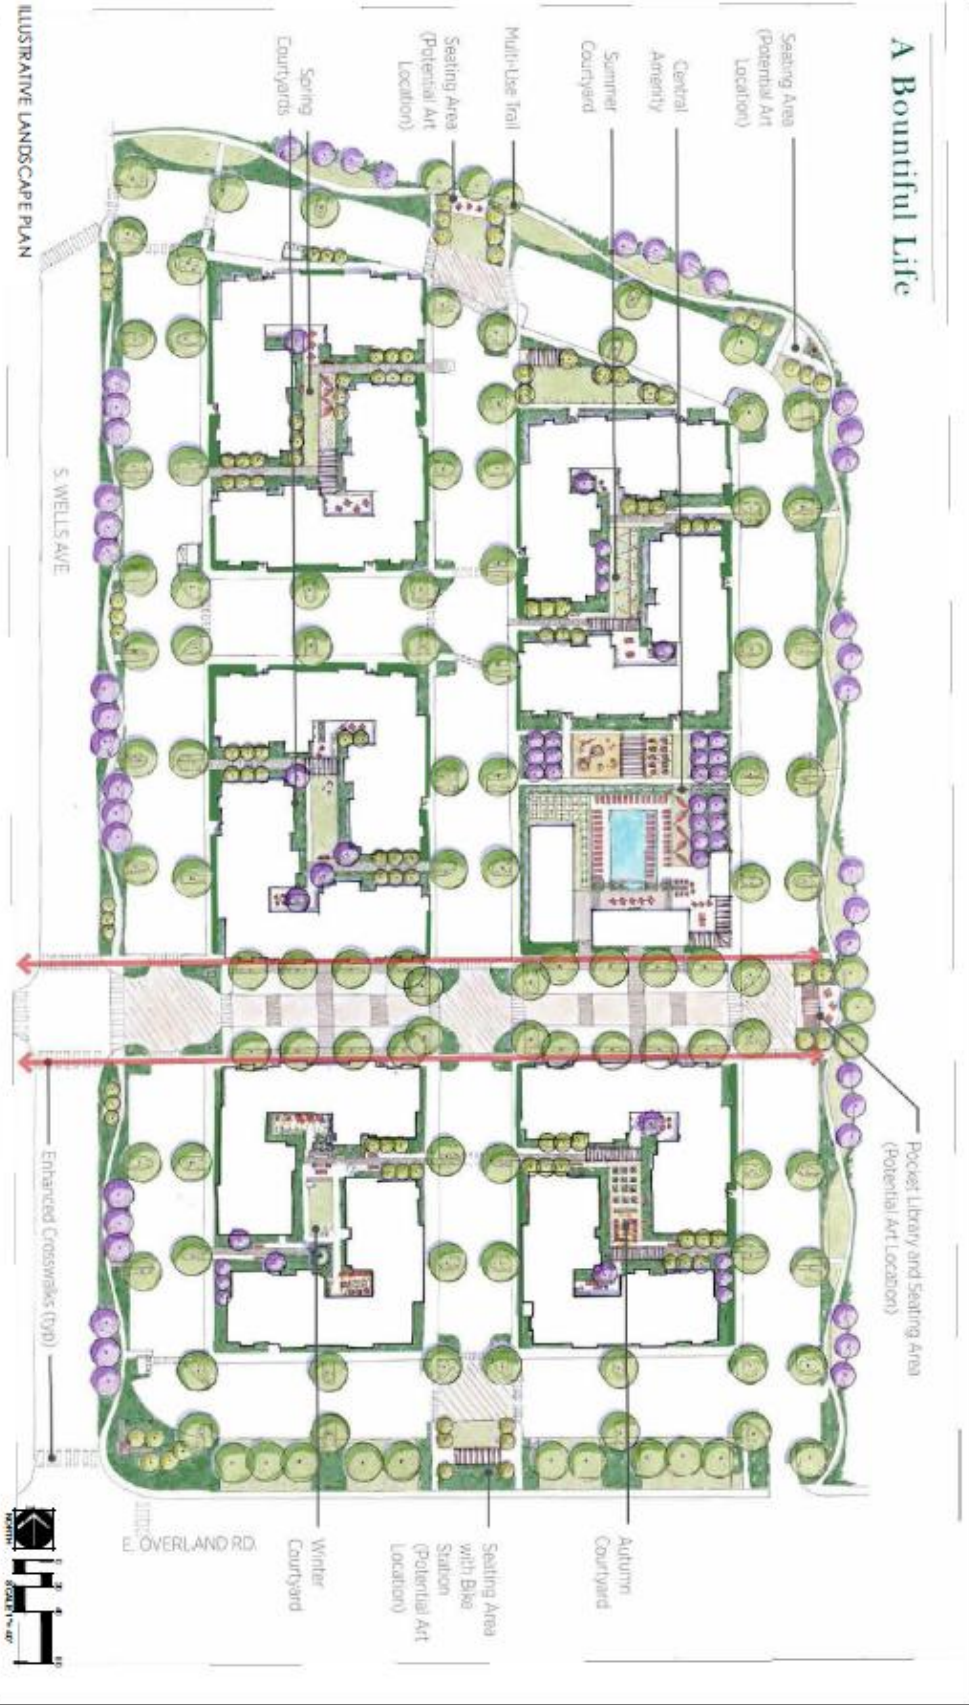 A Bountiful Life
Seating Area
(Potential Art
Location)
Central
Amenity
Summer
Courtyard
Multi-Use Trail
Seating Area
(Potential Art
Location)
Spring
Courtyards
ILLUSTRATIVE LANDSCAPE PLAN
S. WELLS AVE.
Pocket Library and Seating Area
(Potential Art Location)
Enhanced Crosswalks (typ)
E. OVERLAND RD.
Autumn
Courtyard
Seating Area
with Bike
Station
(Potential Art
Location)
Winter
Courtyard
NORTH